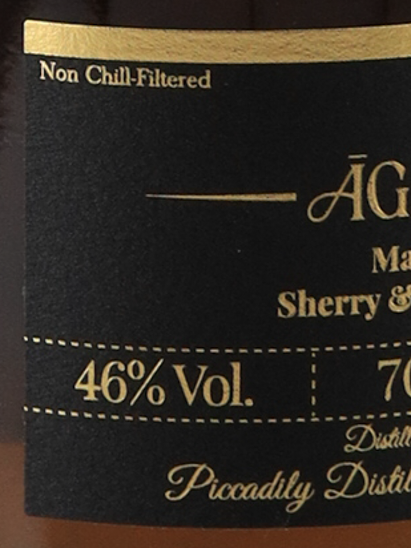 Non Chill-Filtered
ĀG
Ma
Sherry &
46% Vol. 70
Distill
Piccadily Distil